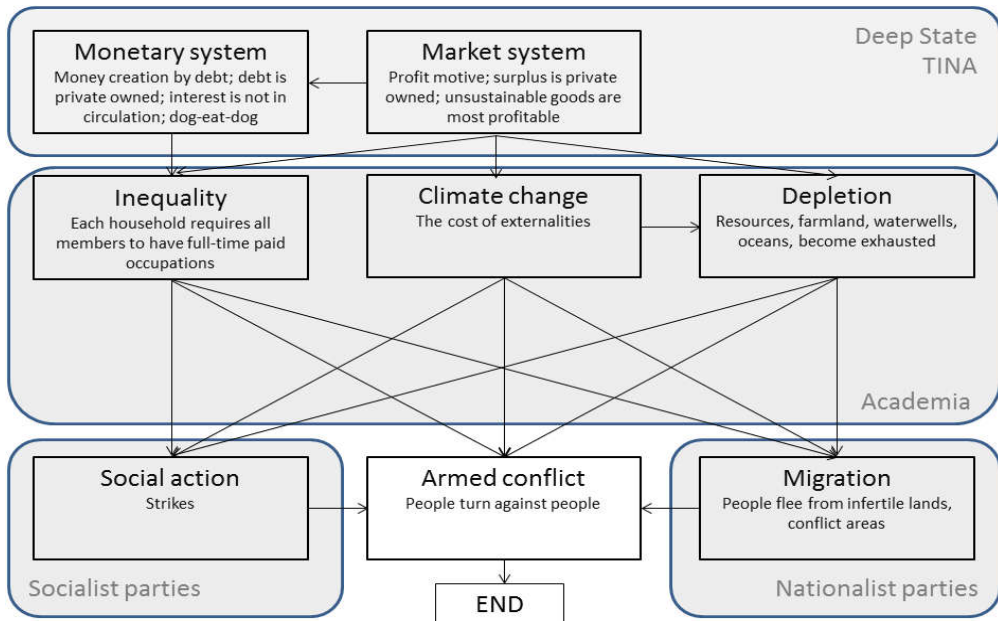 Deep State
TINA
Monetary system
Money creation by debt; debt is
private owned; interest is not in
circulation; dog-eat-dog
Market system
Profit motive; surplus is private
owned; unsustainable goods are
most profitable
Inequality
Each household requires all
members to have full-time paid
occupations
Climate change
The cost of externalities
Depletion
Resources, farmland, waterwells,
oceans, become exhausted
Academia
Social action
Strikes
Socialist parties
Armed conflict
People turn against people
Migration
People flee from infertile lands,
conflict areas
Nationalist parties
END